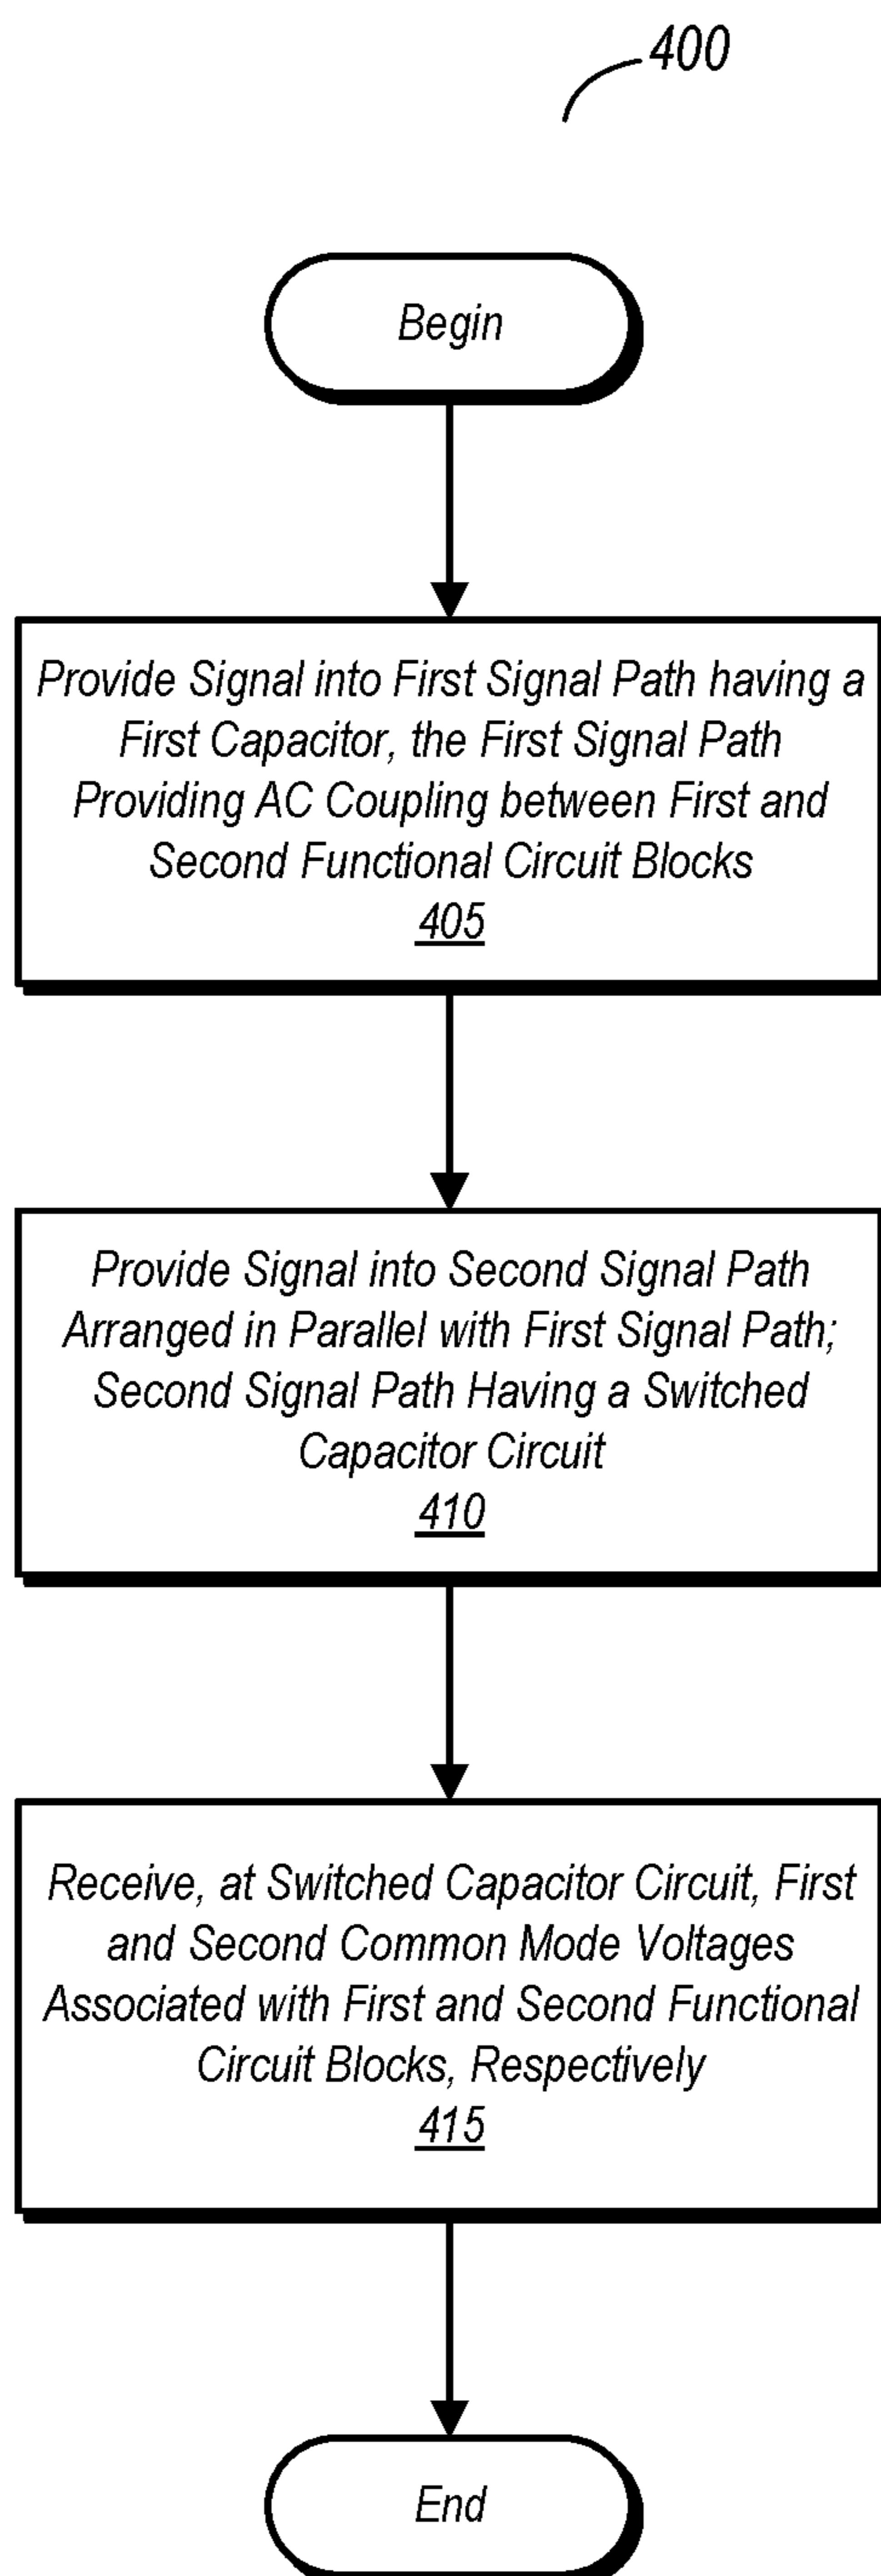 400
Begin
Provide Signal into First Signal Path having a
First Capacitor, the First Signal Path
Providing AC Coupling between First and
Second Functional Circuit Blocks
405
Provide Signal into Second Signal Path
Arranged in Parallel with First Signal Path;
Second Signal Path Having a Switched
Capacitor Circuit
410
Receive, at Switched Capacitor Circuit, First
and Second Common Mode Voltages
Associated with First and Second Functional
Circuit Blocks, Respectively
415
End